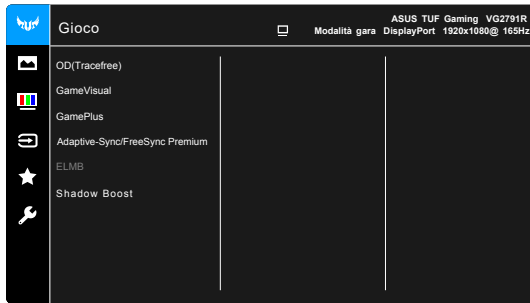 Gioco
ASUS TUF Gaming VG2791R
Modalità gara DisplayPort 1920x1080@ 165Hz
OD(Tracefree)
GameVisual
GamePlus
Adaptive-Sync/FreeSync Premium
ELMB
Shadow Boost